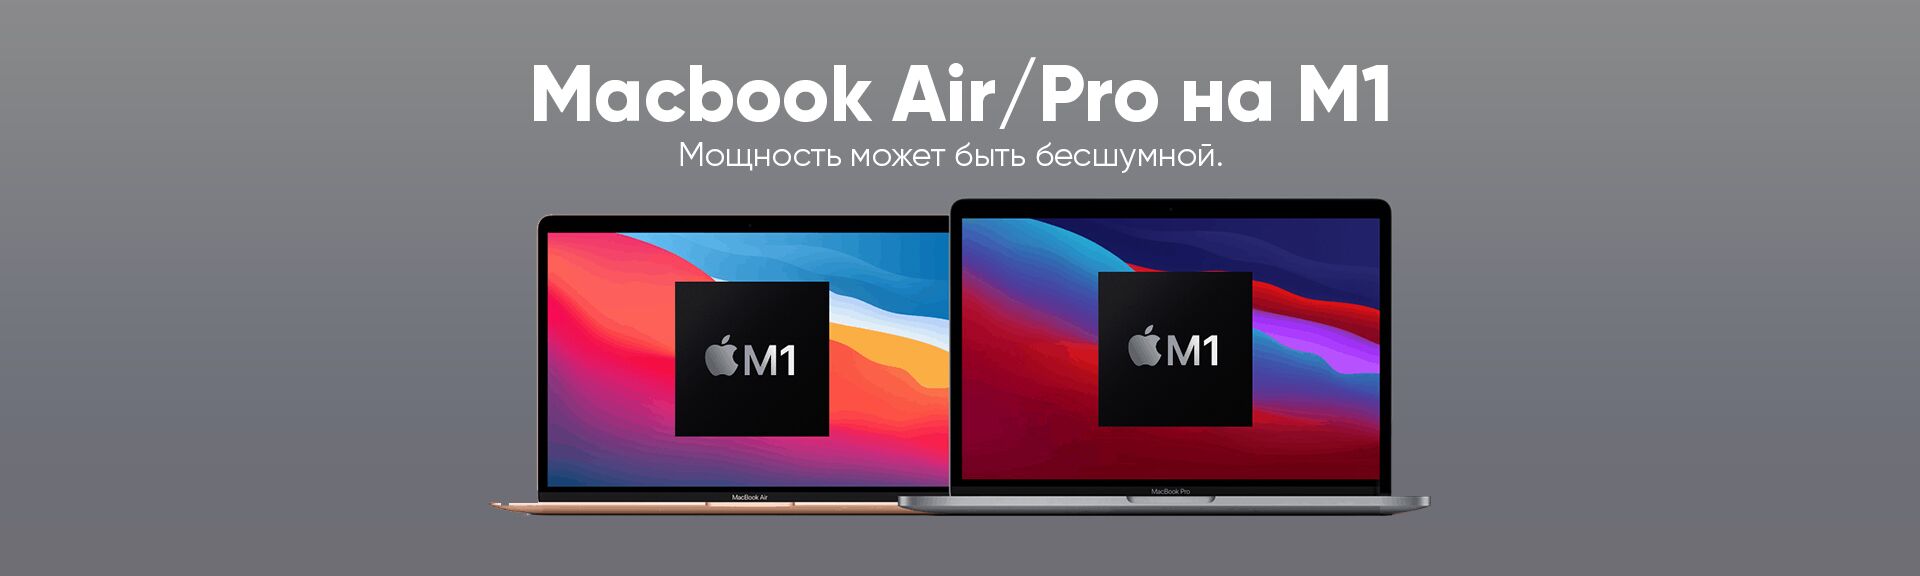 Macbook Air/Pro на M1
Мощность может быть бесшумной.
M1
M1
MacBook Air
MacBook Pro